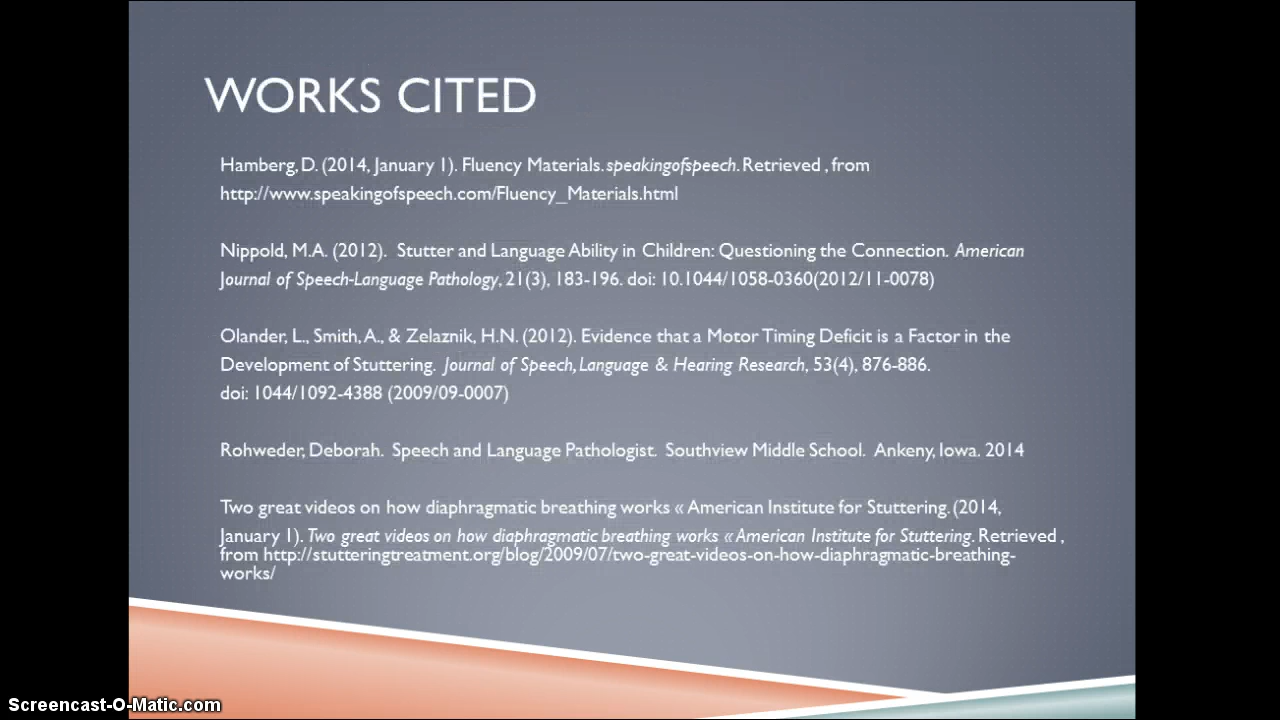 WORKS CITED
Hamberg, D. (2014, January 1). Fluency Materials. speakingofspeech. Retrieved , from
http://www.speakingofspeech.com/Fluency_Materials.html
Nippold, M.A. (2012).  Stutter and Language Ability in Children: Questioning the Connection. American
Journal of Speech-Language Pathology, 21(3), 183-196. doi: 10.1044/1058-0360(2012/11-0078)
Olander, L., Smith, A., & Zelaznik, H.N. (2012). Evidence that a Motor Timing Deficit is a Factor in the
Development of Stuttering.  Journal of Speech, Language & Hearing Research, 53(4), 876-886.
doi: 1044/1092-4388 (2009/09-0007)
Rohweder, Deborah.  Speech and Language Pathologist.  Southview Middle School.  Ankeny, Iowa. 2014
Two great videos on how diaphragmatic breathing works « American Institute for Stuttering. (2014,
January 1). Two great videos on how diaphragmatic breathing works « American Institute for Stuttering. Retrieved ,
from http://stutteringtreatment.org/blog/2009/07/two-great-videos-on-how-diaphragmatic-breathing-
works/
Screencast-O-Matic.com